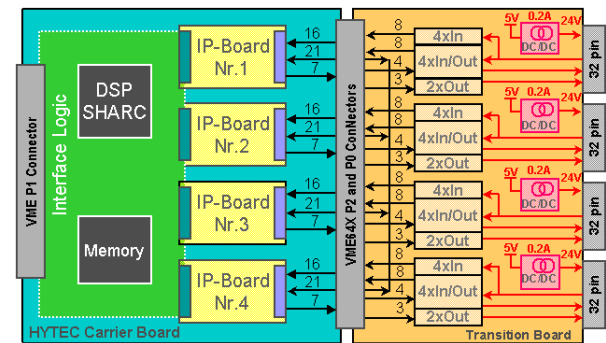 VME P1 Connector
Interface Logic
DSP
SHARC
Memory
HYTEC Carrier Board
IP-Board
Nr.1
16
21
7
IP-Board
Nr.2
16
21
7
IP-Board
Nr.3
16
21
7
IP-Board
Nr.4
16
21
7
VME64X P2 and P0 CoNNectors
8
8
4
3
4xIn
4xIn/Out
2xOut
5V
0.2A
24V
DC/DC
32 pin
8
8
4
3
4xIn
4xIn/Out
2xOut
5V
0.2A
24V
DC/DC
32 pin
8
8
4
3
4xIn
4xIn/Out
2xOut
5V
0.2A
24V
DC/DC
32 pin
8
8
4
3
4xIn
4xIn/Out
2xOut
5V
0.2A
24V
DC/DC
32 pin
Transition Board